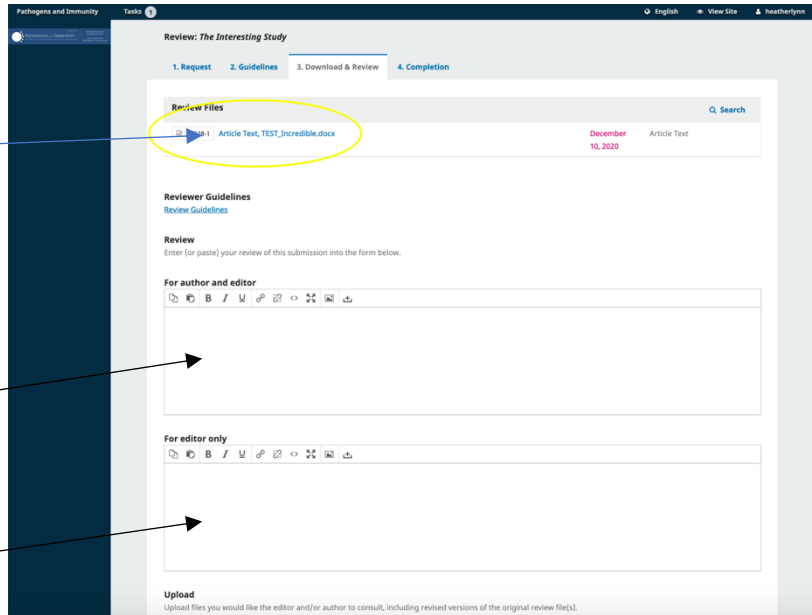 Pathogens and Immunity Tasks 1 English View Site heatherlynn
PATHOGENS AND IMMUNITY
Review: The Interesting Study
1. Request 2. Guidelines 3. Download & Review 4. Completion
Review Files Search
Article Text, TEST_Incredible.docx December 10, 2020 Article Text
Reviewer Guidelines
Review Guidelines
Review
Enter (or paste) your review of this submission into the form below.
For author and editor
B I U
For editor only
B I U
Upload
Upload files you would like the editor and/or author to consult, including revised versions of the original review file(s).